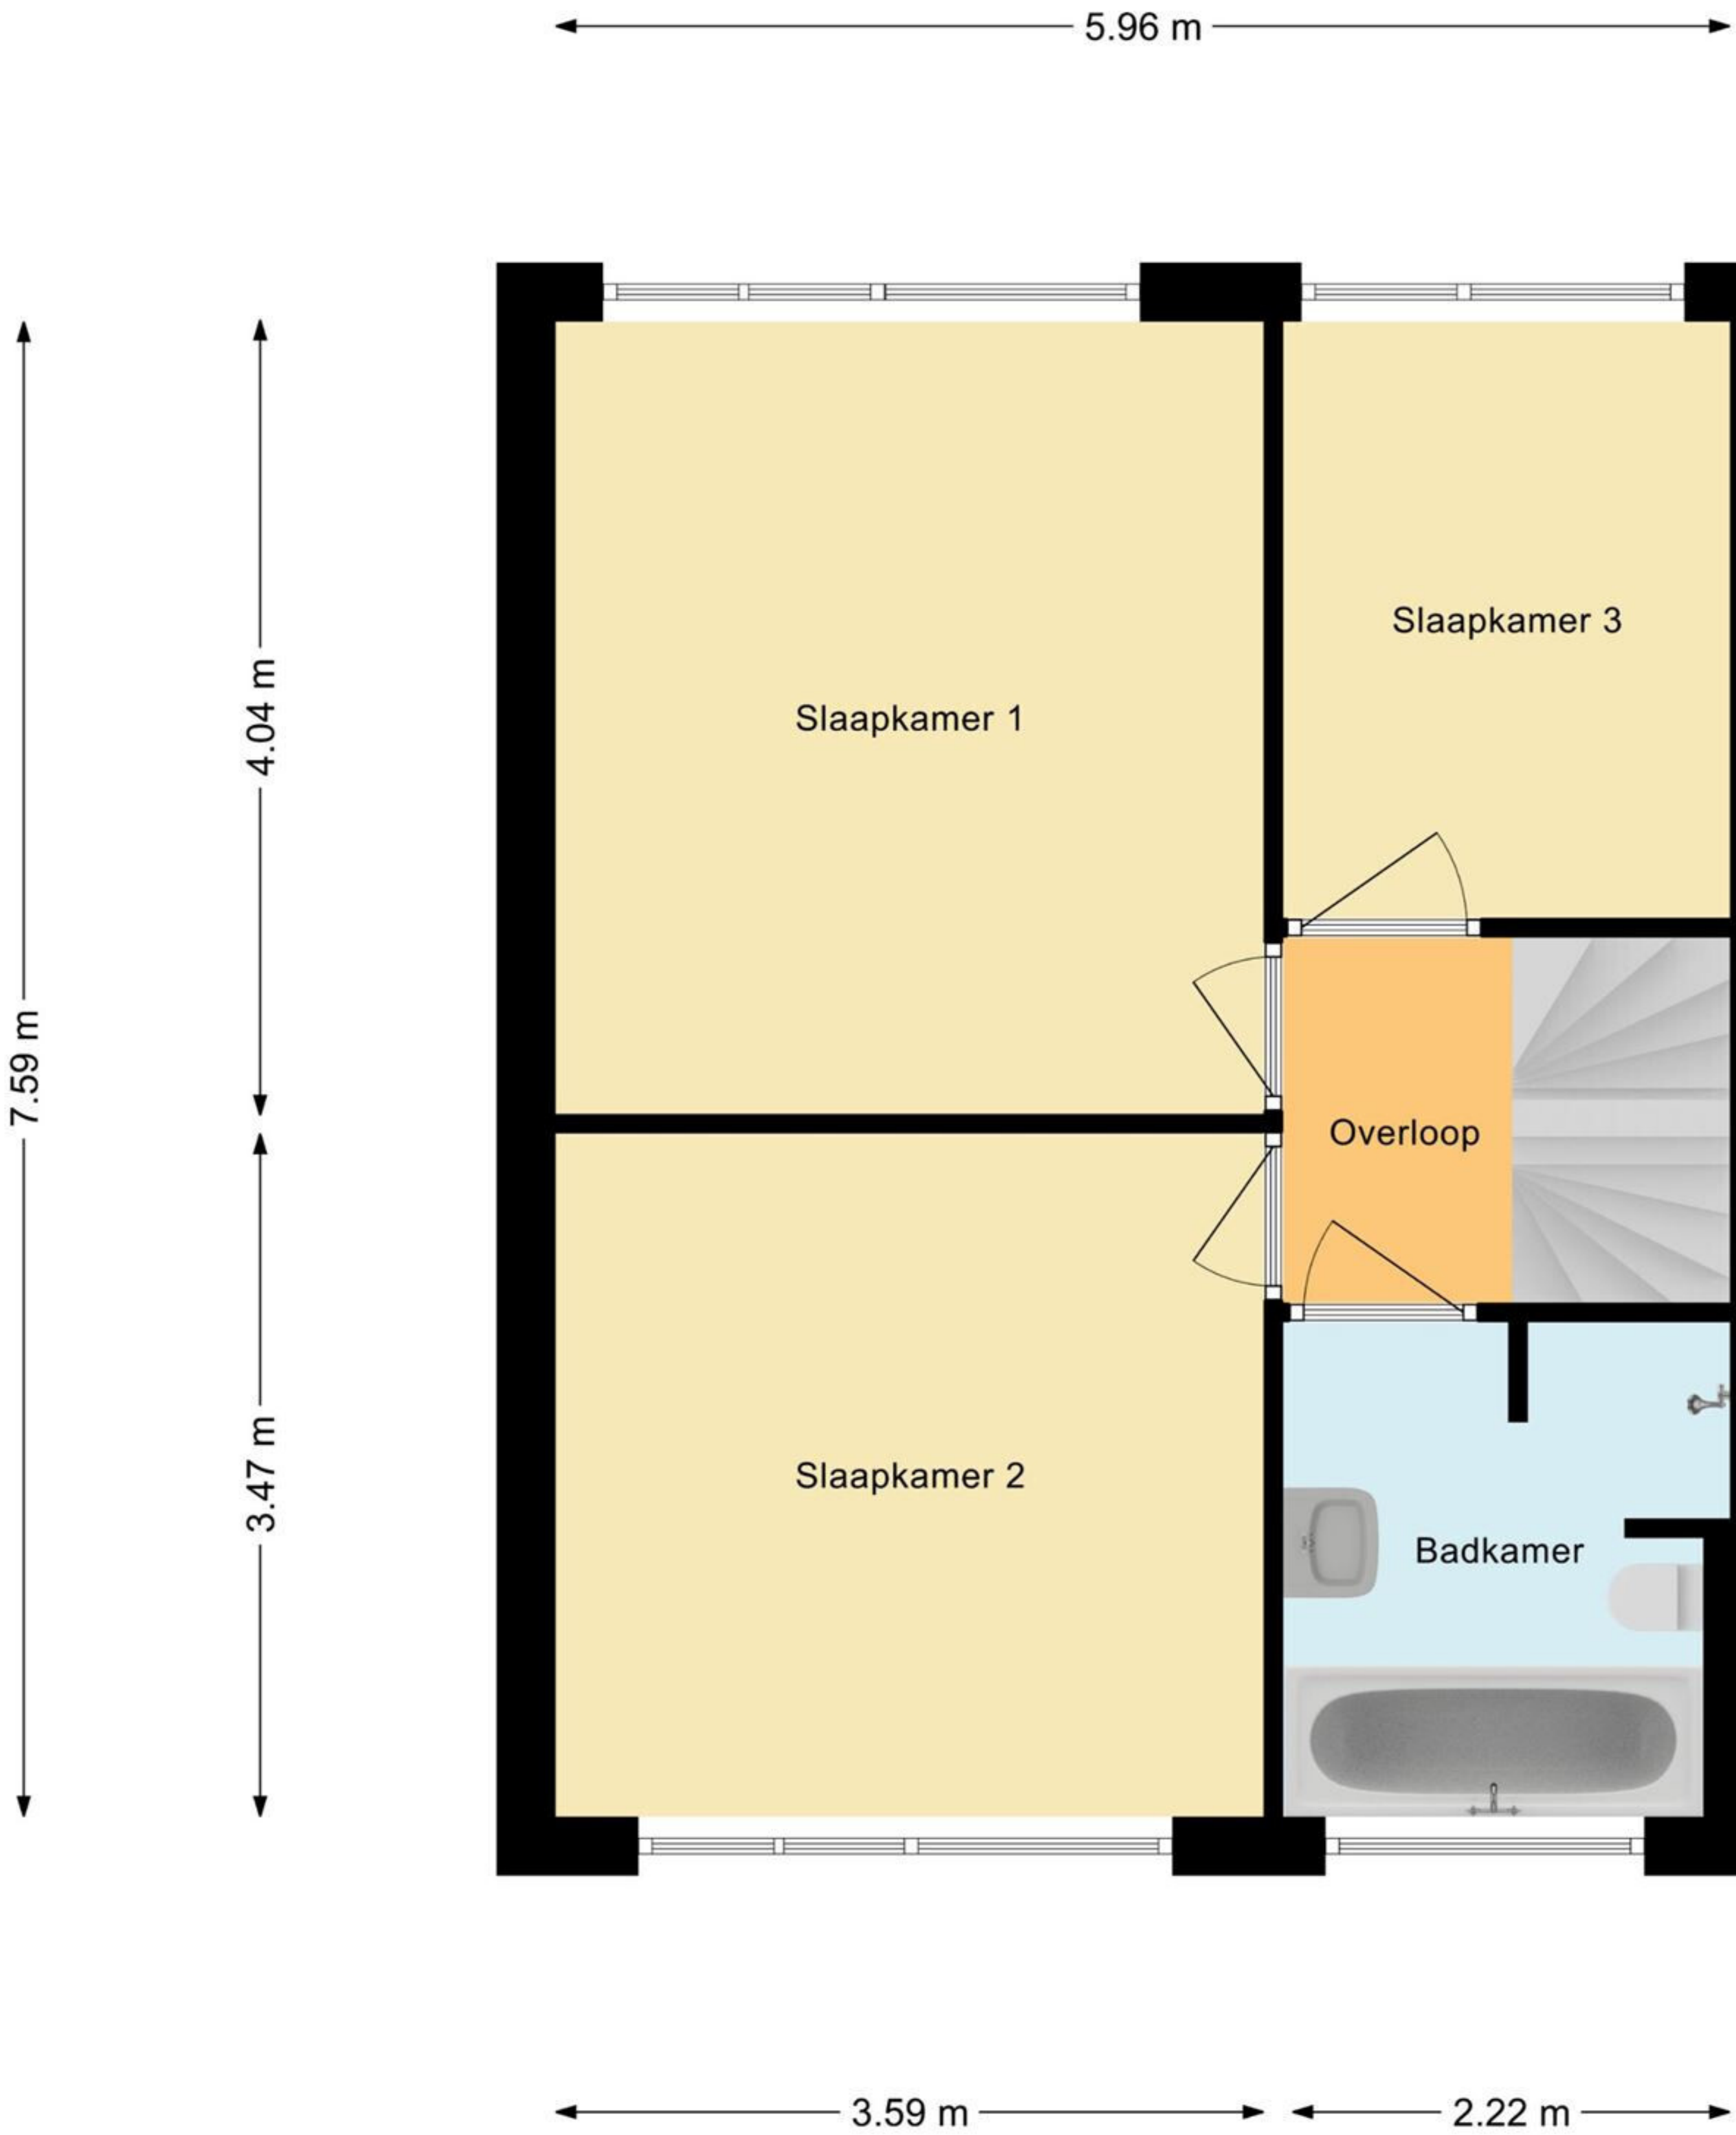 5.96 m
Slaapkamer 3
Slaapkamer 1
4.04 m
7.59 m
Overloop
Slaapkamer 2
3.47 m
Badkamer
3.59 m
2.22 m